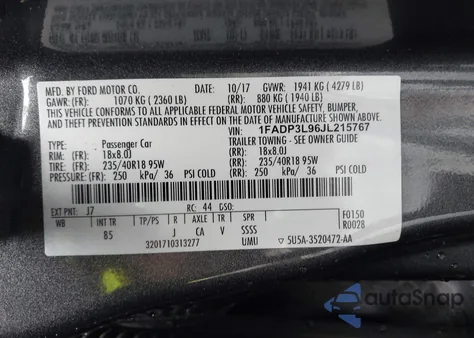 MFD. BY FORD MOTOR CO. 10/17 GVWR: 1941 KG ( 4279 LB)
GAWR: (FR) 1070 KG ( 2360 LB) (RR) 880 KG ( 1940 LB)
THIS VEHICLE CONFORMS TO ALL APPLICABLE FEDERAL MOTOR VEHICLE SAFETY, BUMPER,
AND THEFT PREVENTION STANDARDS IN EFFECT ON THE DATE OF MANUFACTURE SHOWN ABOVE.
VIN: 1FADP3L96JL215767
TYPE: Passenger Car TRAILER TOWING - SEE OWNER GUIDE
RIM: (FR) 18x8.0J (RR) 18x8.0J
TIRE: (FR) 235/40R18 95W 235/40R18 95W
PRESSURE: (FR) 250 kPa/ 36 PSI COLD (RR) 250 kPa/ 36 PSI COLD
EXT PNT: J7 RC: 44 GSO:
WB INT TR TP/PS R AXLE TR SPR F0150
85 J CA V SSSS R0028
3201710313277 UMU 5U5A-3520472-AA
autoSnap